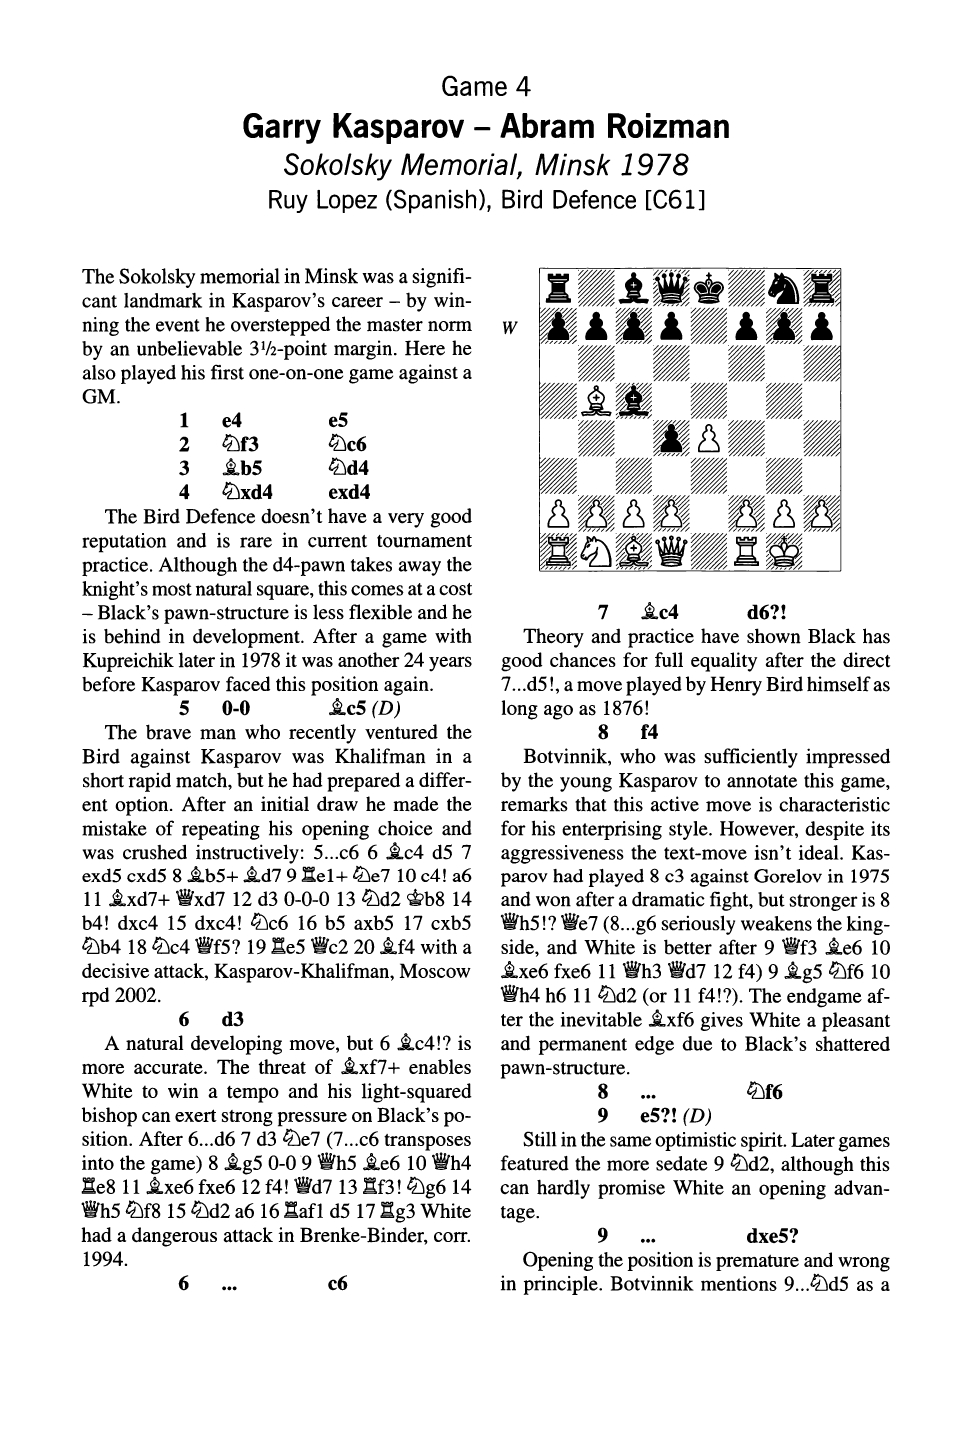 Game 4
Garry Kasparov – Abram Roizman
Sokolsky Memorial, Minsk 1978
Ruy Lopez (Spanish), Bird Defence [C61]
The Sokolsky memorial in Minsk was a signifi-
cant landmark in Kasparov's career – by win-
ning the event he overstepped the master norm
by an unbelievable 3½-point margin. Here he
also played his first one-on-one game against a
GM.
1 e4 e5
2 ♘f3 ♘c6
3 ♗b5 ♘d4
4 ♘xd4 exd4
The Bird Defence doesn't have a very good
reputation and is rare in current tournament
practice. Although the d4-pawn takes away the
knight's most natural square, this comes at a cost
– Black's pawn-structure is less flexible and he
is behind in development. After a game with
Kupreichik later in 1978 it was another 24 years
before Kasparov faced this position again.
5 0-0 ♗c5 (D)
The brave man who recently ventured the
Bird against Kasparov was Khalifman in a
short rapid match, but he had prepared a differ-
ent option. After an initial draw he made the
mistake of repeating his opening choice and
was crushed instructively: 5...c6 6 ♗c4 d5 7
exd5 cxd5 8 ♗b5+ ♗d7 9 ♖e1+ ♘e7 10 c4! a6
11 ♗xd7+ ♕xd7 12 d3 0-0-0 13 ♘d2 ♔b8 14
b4! dxc4 15 dxc4! ♘c6 16 b5 axb5 17 cxb5
♘b4 18 ♘c4 ♕f5? 19 ♖e5 ♕c2 20 ♗f4 with a
decisive attack, Kasparov-Khalifman, Moscow
rpd 2002.
6 d3
A natural developing move, but 6 ♗c4!? is
more accurate. The threat of ♗xf7+ enables
White to win a tempo and his light-squared
bishop can exert strong pressure on Black's po-
sition. After 6...d6 7 d3 ♘e7 (7...c6 transposes
into the game) 8 ♗g5 0-0 9 ♕h5 ♗e6 10 ♕h4
♖e8 11 ♗xe6 fxe6 12 f4! ♕d7 13 ♖f3! ♘g6 14
♕h5 ♘f8 15 ♘d2 a6 16 ♖af1 d5 17 ♖g3 White
had a dangerous attack in Brenke-Binder, corr.
1994.
6 ... c6
W
7 ♗c4 d6?!
Theory and practice have shown Black has
good chances for full equality after the direct
7...d5!, a move played by Henry Bird himself as
long ago as 1876!
8 f4
Botvinnik, who was sufficiently impressed
by the young Kasparov to annotate this game,
remarks that this active move is characteristic
for his enterprising style. However, despite its
aggressiveness the text-move isn't ideal. Kas-
parov had played 8 c3 against Gorelov in 1975
and won after a dramatic fight, but stronger is 8
♕h5!? ♕e7 (8...g6 seriously weakens the king-
side, and White is better after 9 ♕f3 ♗e6 10
♗xe6 fxe6 11 ♕h3 ♕d7 12 f4) 9 ♗g5 ♘f6 10
♕h4 h6 11 ♘d2 (or 11 f4!?). The endgame af-
ter the inevitable ♗xf6 gives White a pleasant
and permanent edge due to Black's shattered
pawn-structure.
8 ... ♘f6
9 e5?! (D)
Still in the same optimistic spirit. Later games
featured the more sedate 9 ♘d2, although this
can hardly promise White an opening advan-
tage.
9 ... dxe5?
Opening the position is premature and wrong
in principle. Botvinnik mentions 9...♘d5 as a